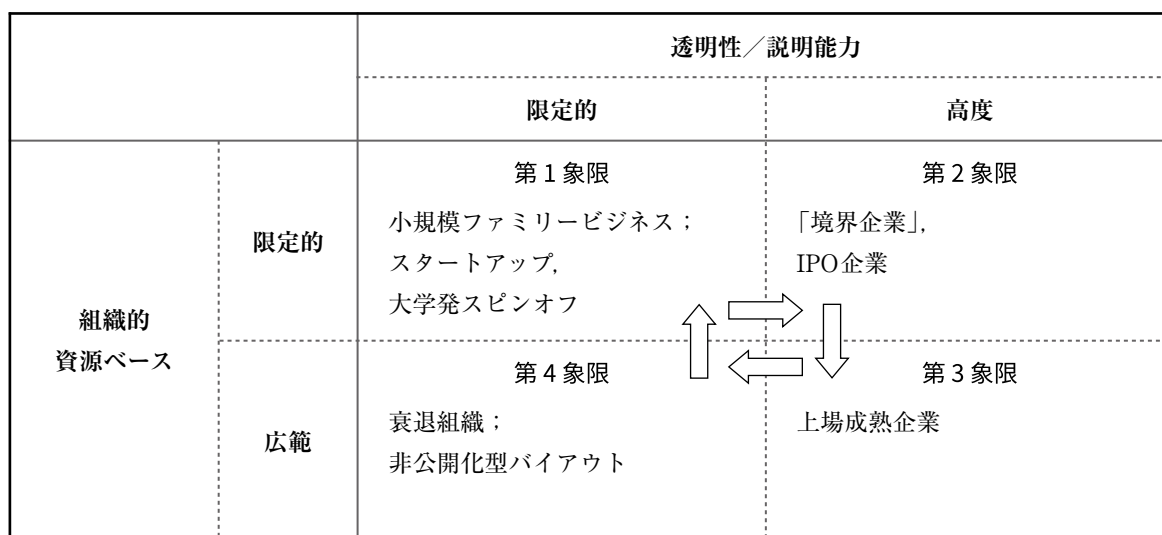 透明性／説明能力
限定的
高度
組織的
資源ベース
限定的
第1象限
小規模ファミリービジネス；
スタートアップ，
大学発スピンオフ
第2象限
「境界企業」，
IPO企業
広範
第4象限
衰退組織；
非公開化型バイアウト
第3象限
上場成熟企業